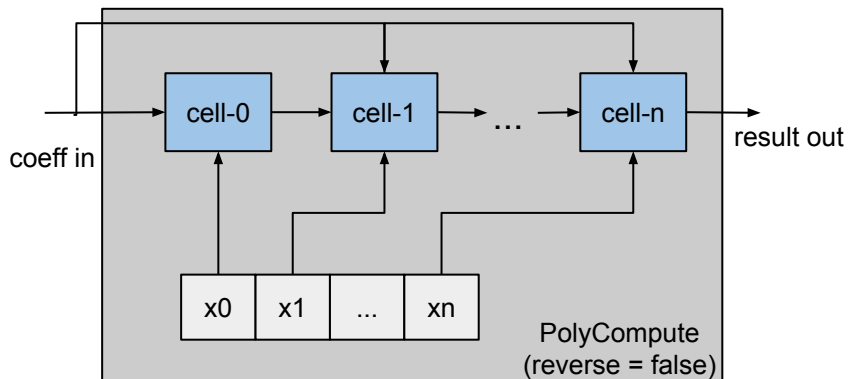 cell-0
cell-1
...
cell-n
coeff in
result out
x0
x1
...
xn
PolyCompute
(reverse = false)